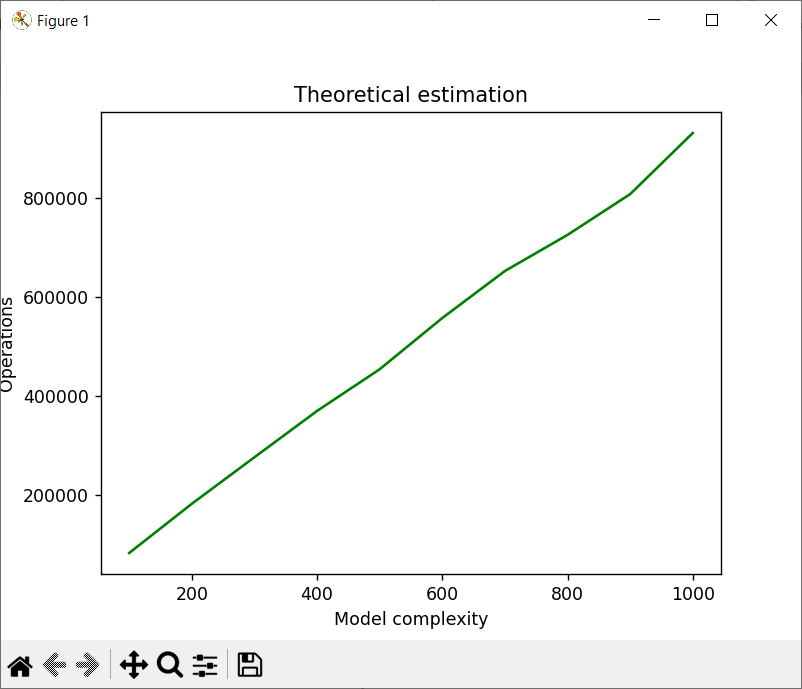 Figure 1
Theoretical estimation
800000
600000
400000
200000
Operations
200 400 600 800 1000
Model complexity